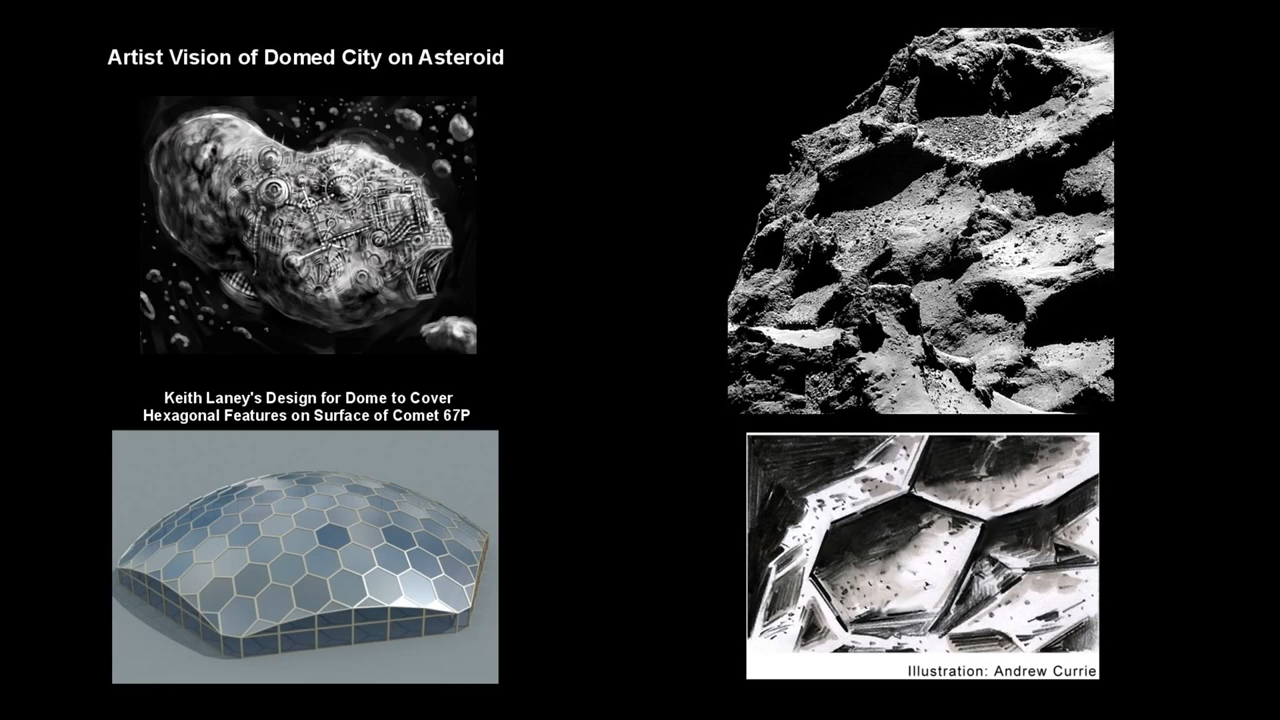 Artist Vision of Domed City on Asteroid
Keith Laney's Design for Dome to Cover
Hexagonal Features on Surface of Comet 67P
Illustration: Andrew Currie